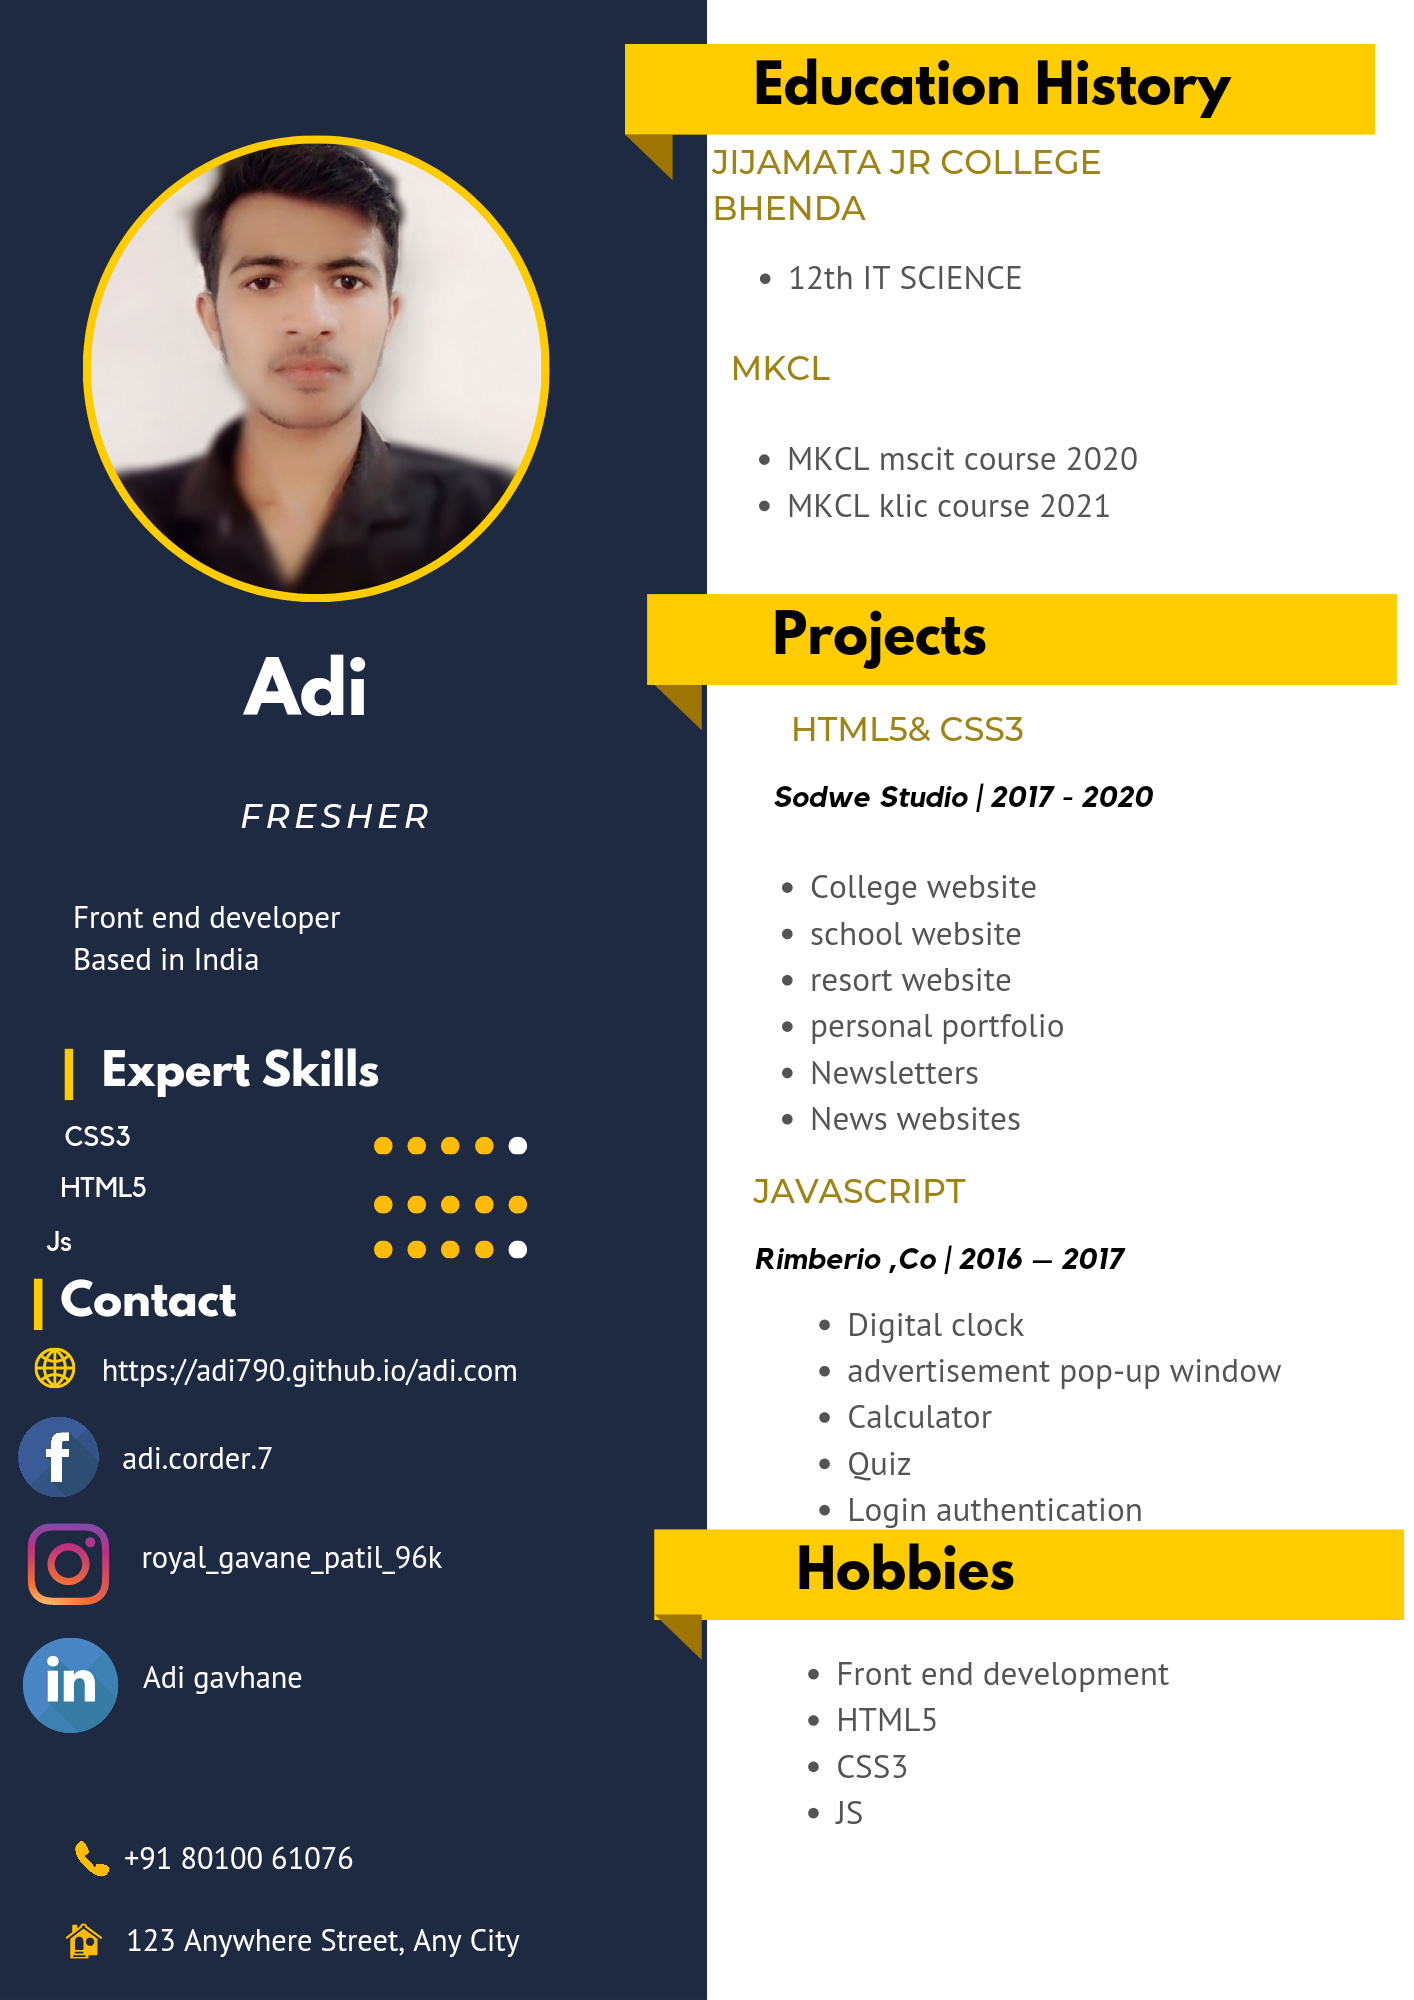 Adi
FRESHER
Front end developer
Based in India
Expert Skills
CSS3
HTML5
Js
Contact
https://adi790.github.io/adi.com
f
adi.corder.7
royal_gavane_patil_96k
in
Adi gavhane
+91 80100 61076
123 Anywhere Street, Any City
Education History
JIJAMATA JR COLLEGE
BHENDA
• 12th IT SCIENCE
MKCL
• MKCL mscit course 2020
• MKCL klic course 2021
Projects
HTML5& CSS3
Sodwe Studio | 2017 - 2020
• College website
• school website
• resort website
• personal portfolio
• Newsletters
• News websites
JAVASCRIPT
Rimberio ,Co | 2016 – 2017
• Digital clock
• advertisement pop-up window
• Calculator
• Quiz
• Login authentication
Hobbies
• Front end development
• HTML5
• CSS3
• JS